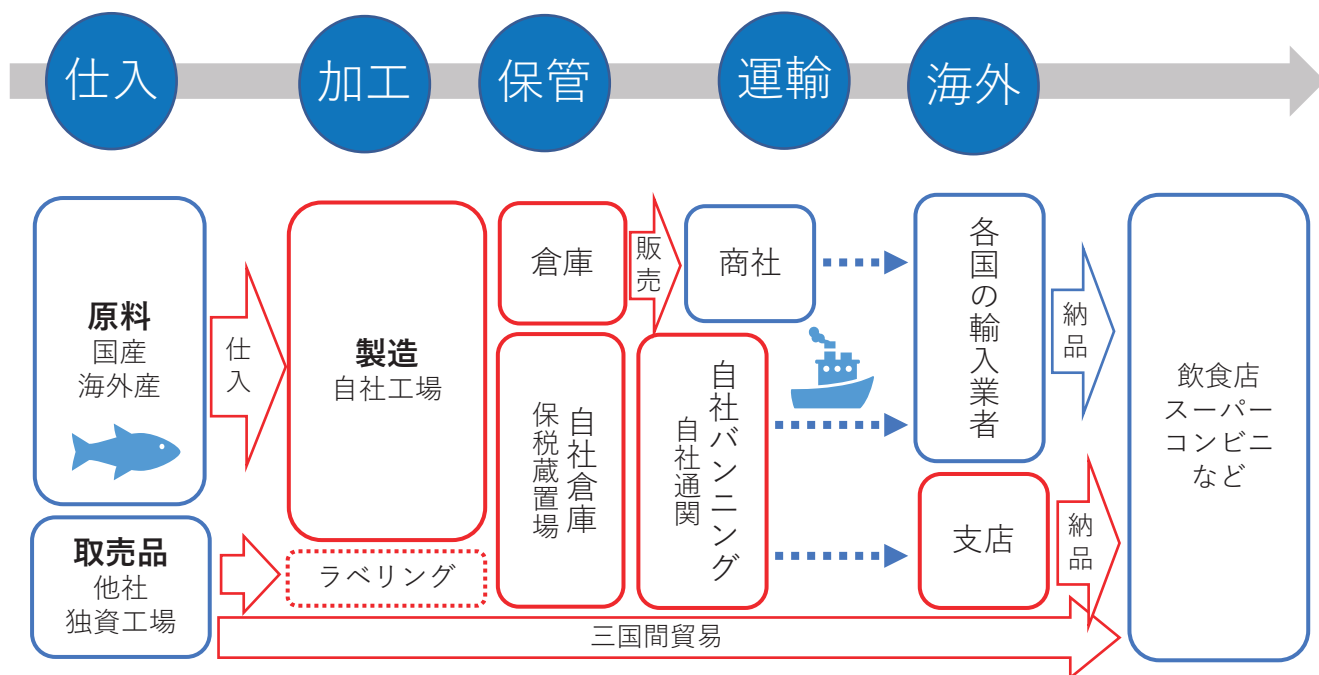 仕入
加工
保管
運輸
海外
原料
国産
海外産
仕入
製造
自社工場
倉庫
販売
商社
各国の輸入業者
納品
飲食店
スーパー
コンビニ
など
自社倉庫
保税蔵置場
自社バンニング
自社通関
支店
納品
取売品
他社
独資工場
ラベリング
三国間貿易